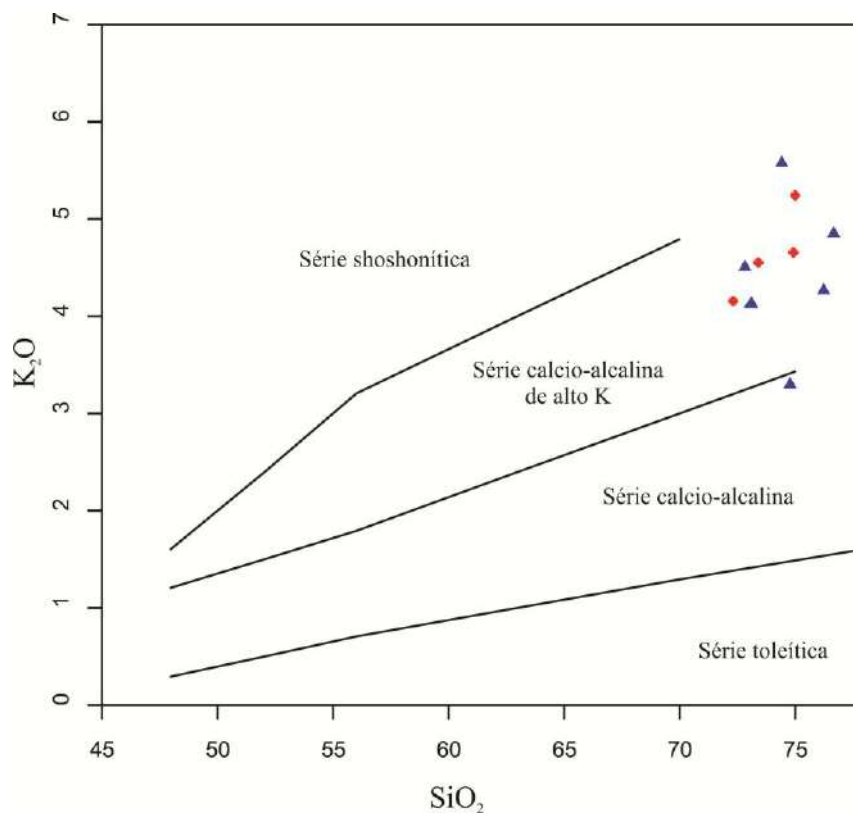 7
6
5
4
3
2
1
0
K₂O
Série shoshonítica
Série calcio-alcalina
de alto K
Série calcio-alcalina
Série toleítica
45 50 55 60 65 70 75
SiO₂